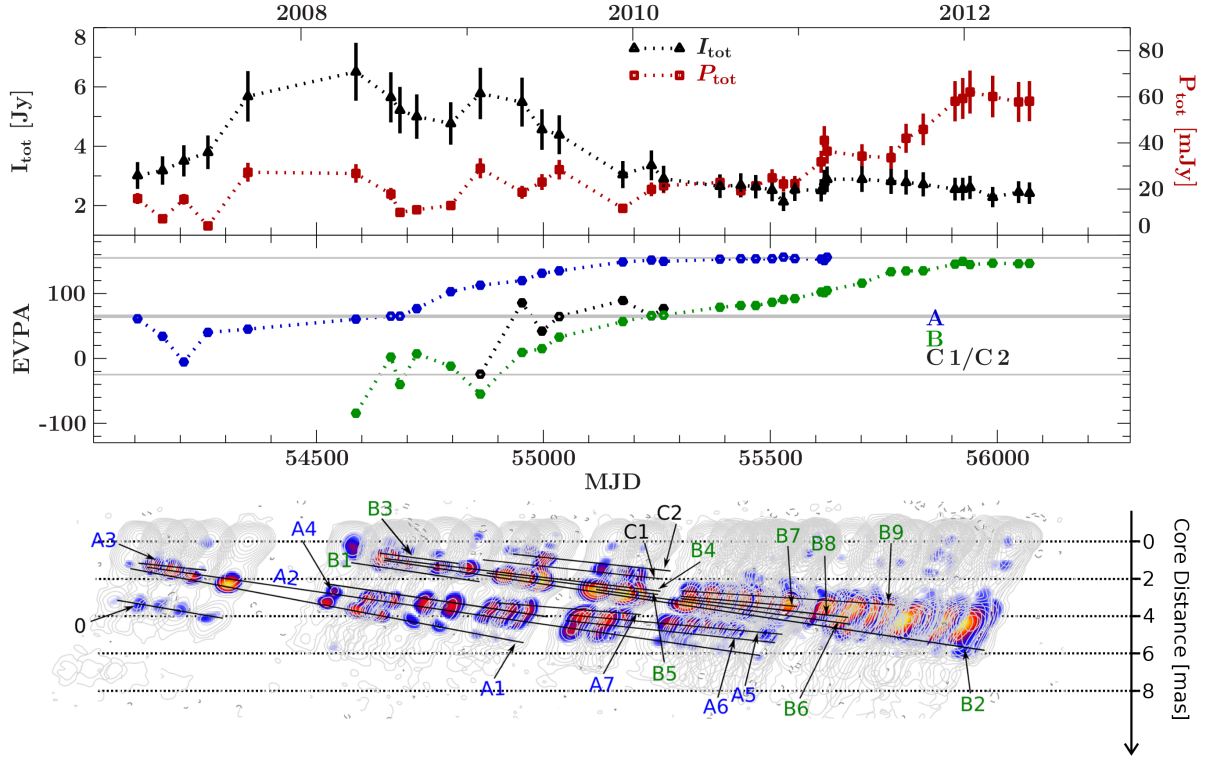 2008 2010 2012
8 80
I_tot
P_tot
6 60
4 40
2 20
0
I_tot [Jy]
P_tot [mJy]
100
0
-100
EVPA
A
B
C 1/C 2
54500 55000 55500 56000
MJD
B3 C2
A3 A4 C1 B4 B7 B8 B9 0
B1
A2 2
0 4
B5 6
A1 A7 A6 A5 B6 B2 8
Core Distance [mas]